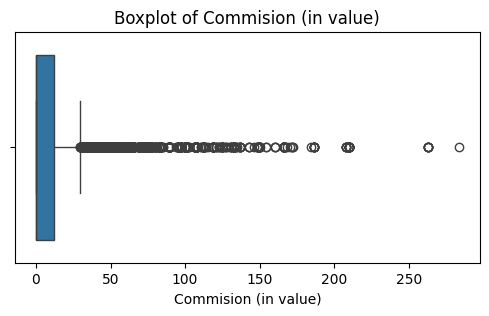 Boxplot of Commision (in value)
0 50 100 150 200 250
Commision (in value)